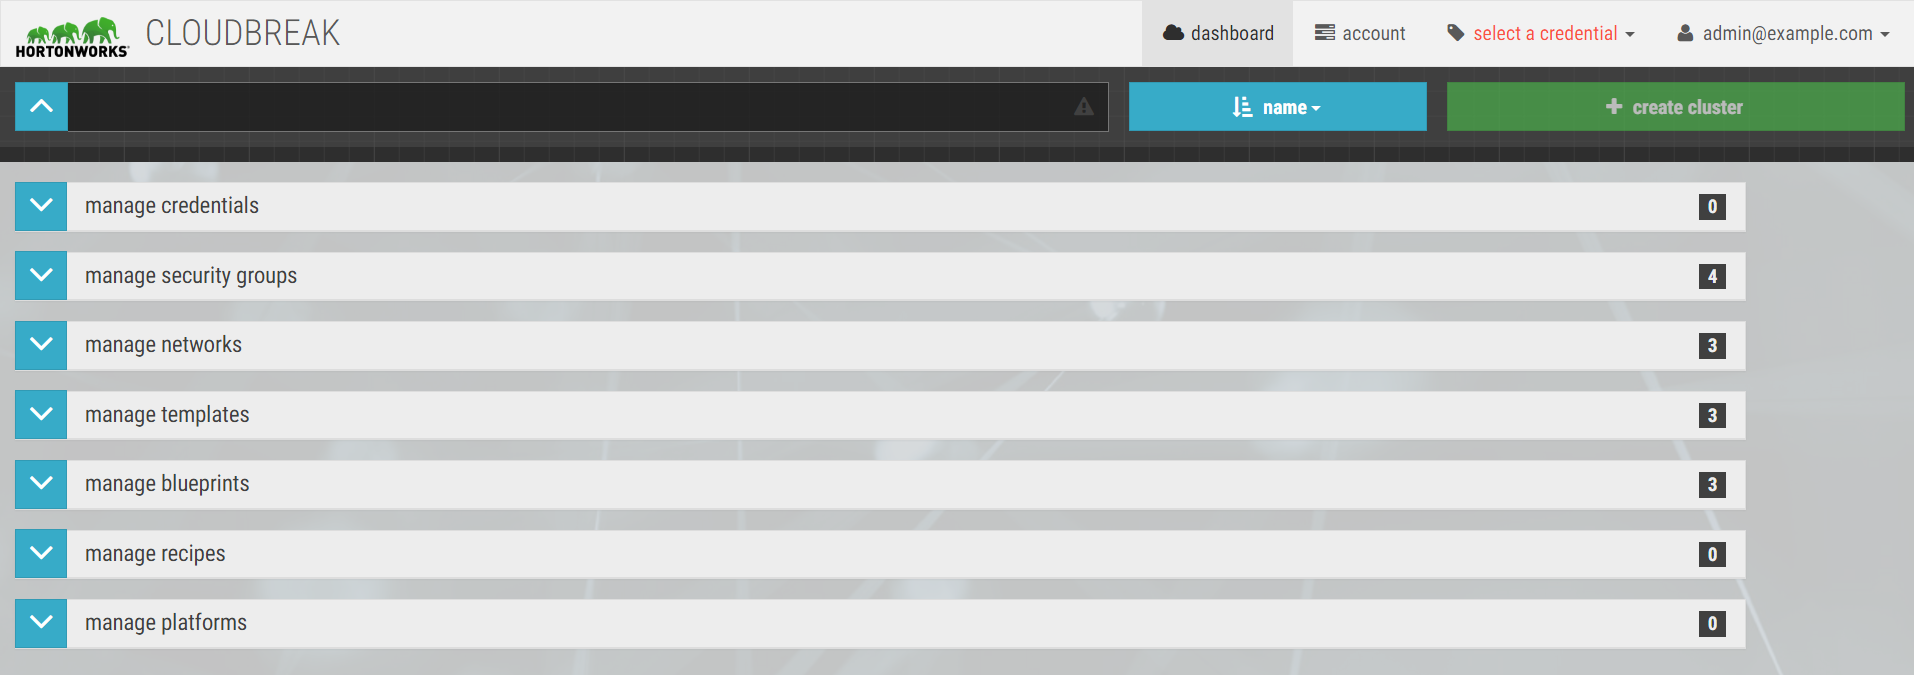 HORTONWORKS CLOUDBREAK dashboard account select a credential admin@example.com
name create cluster
manage credentials 0
manage security groups 4
manage networks 3
manage templates 3
manage blueprints 3
manage recipes 0
manage platforms 0